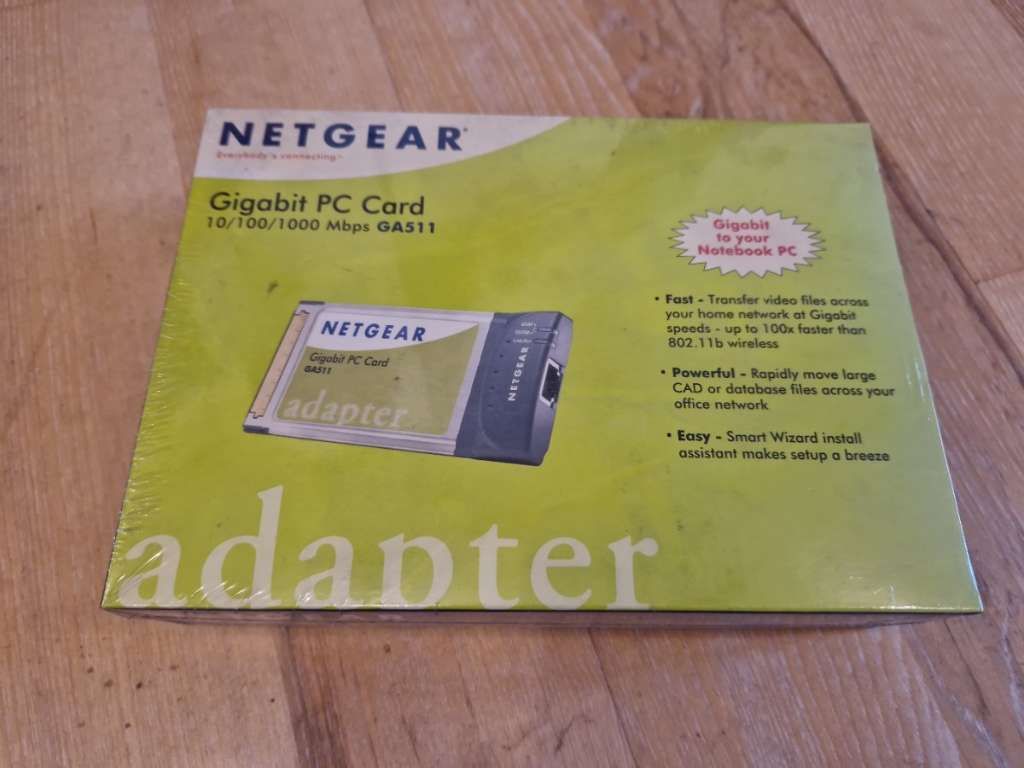 NETGEAR®
Everybody's connecting.™
Gigabit PC Card
10/100/1000 Mbps GA511
Gigabit
to your
Notebook PC
• Fast - Transfer video files across
your home network at Gigabit
speeds - up to 100x faster than
802.11b wireless
• Powerful - Rapidly move large
CAD or database files across your
office network
• Easy - Smart Wizard install
assistant makes setup a breeze
NETGEAR
Gigabit PC Card
GA511
adapter
NETGEAR
adapter